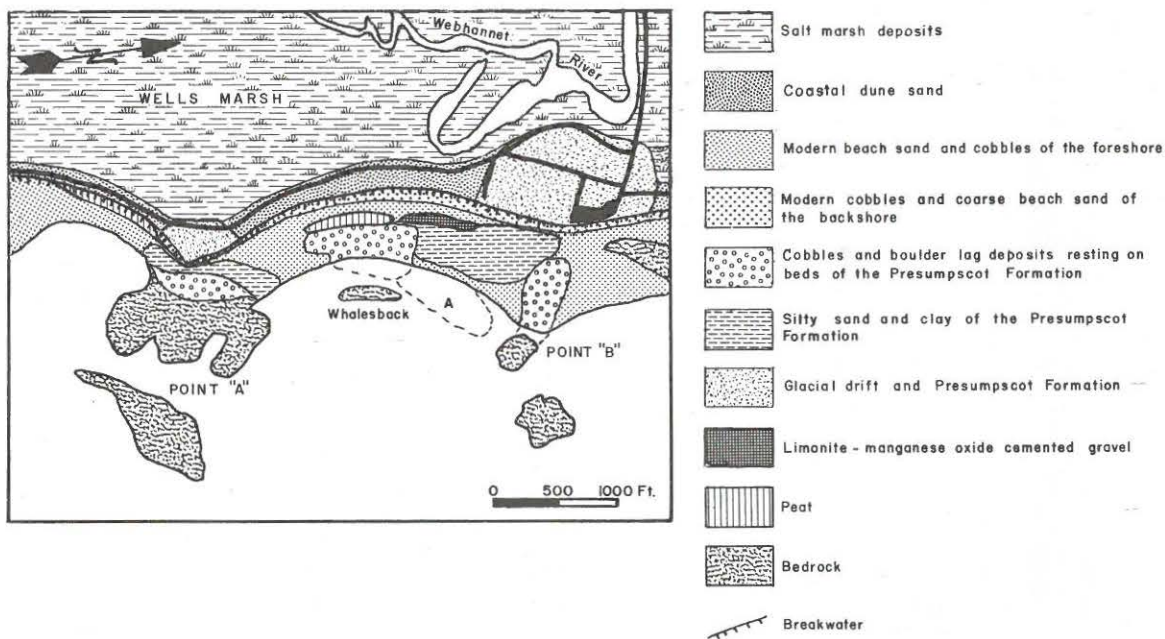 Webhannet
River
WELLS MARSH
N
A
Whalesback
POINT "A"
POINT "B"
0 500 1000 Ft.
Salt marsh deposits
Coastal dune sand
Modern beach sand and cobbles of the foreshore
Modern cobbles and coarse beach sand of
the backshore
Cobbles and boulder lag deposits resting on
beds of the Presumpscot Formation
Silty sand and clay of the Presumpscot
Formation
Glacial drift and Presumpscot Formation
Limonite - manganese oxide cemented gravel
Peat
Bedrock
Breakwater